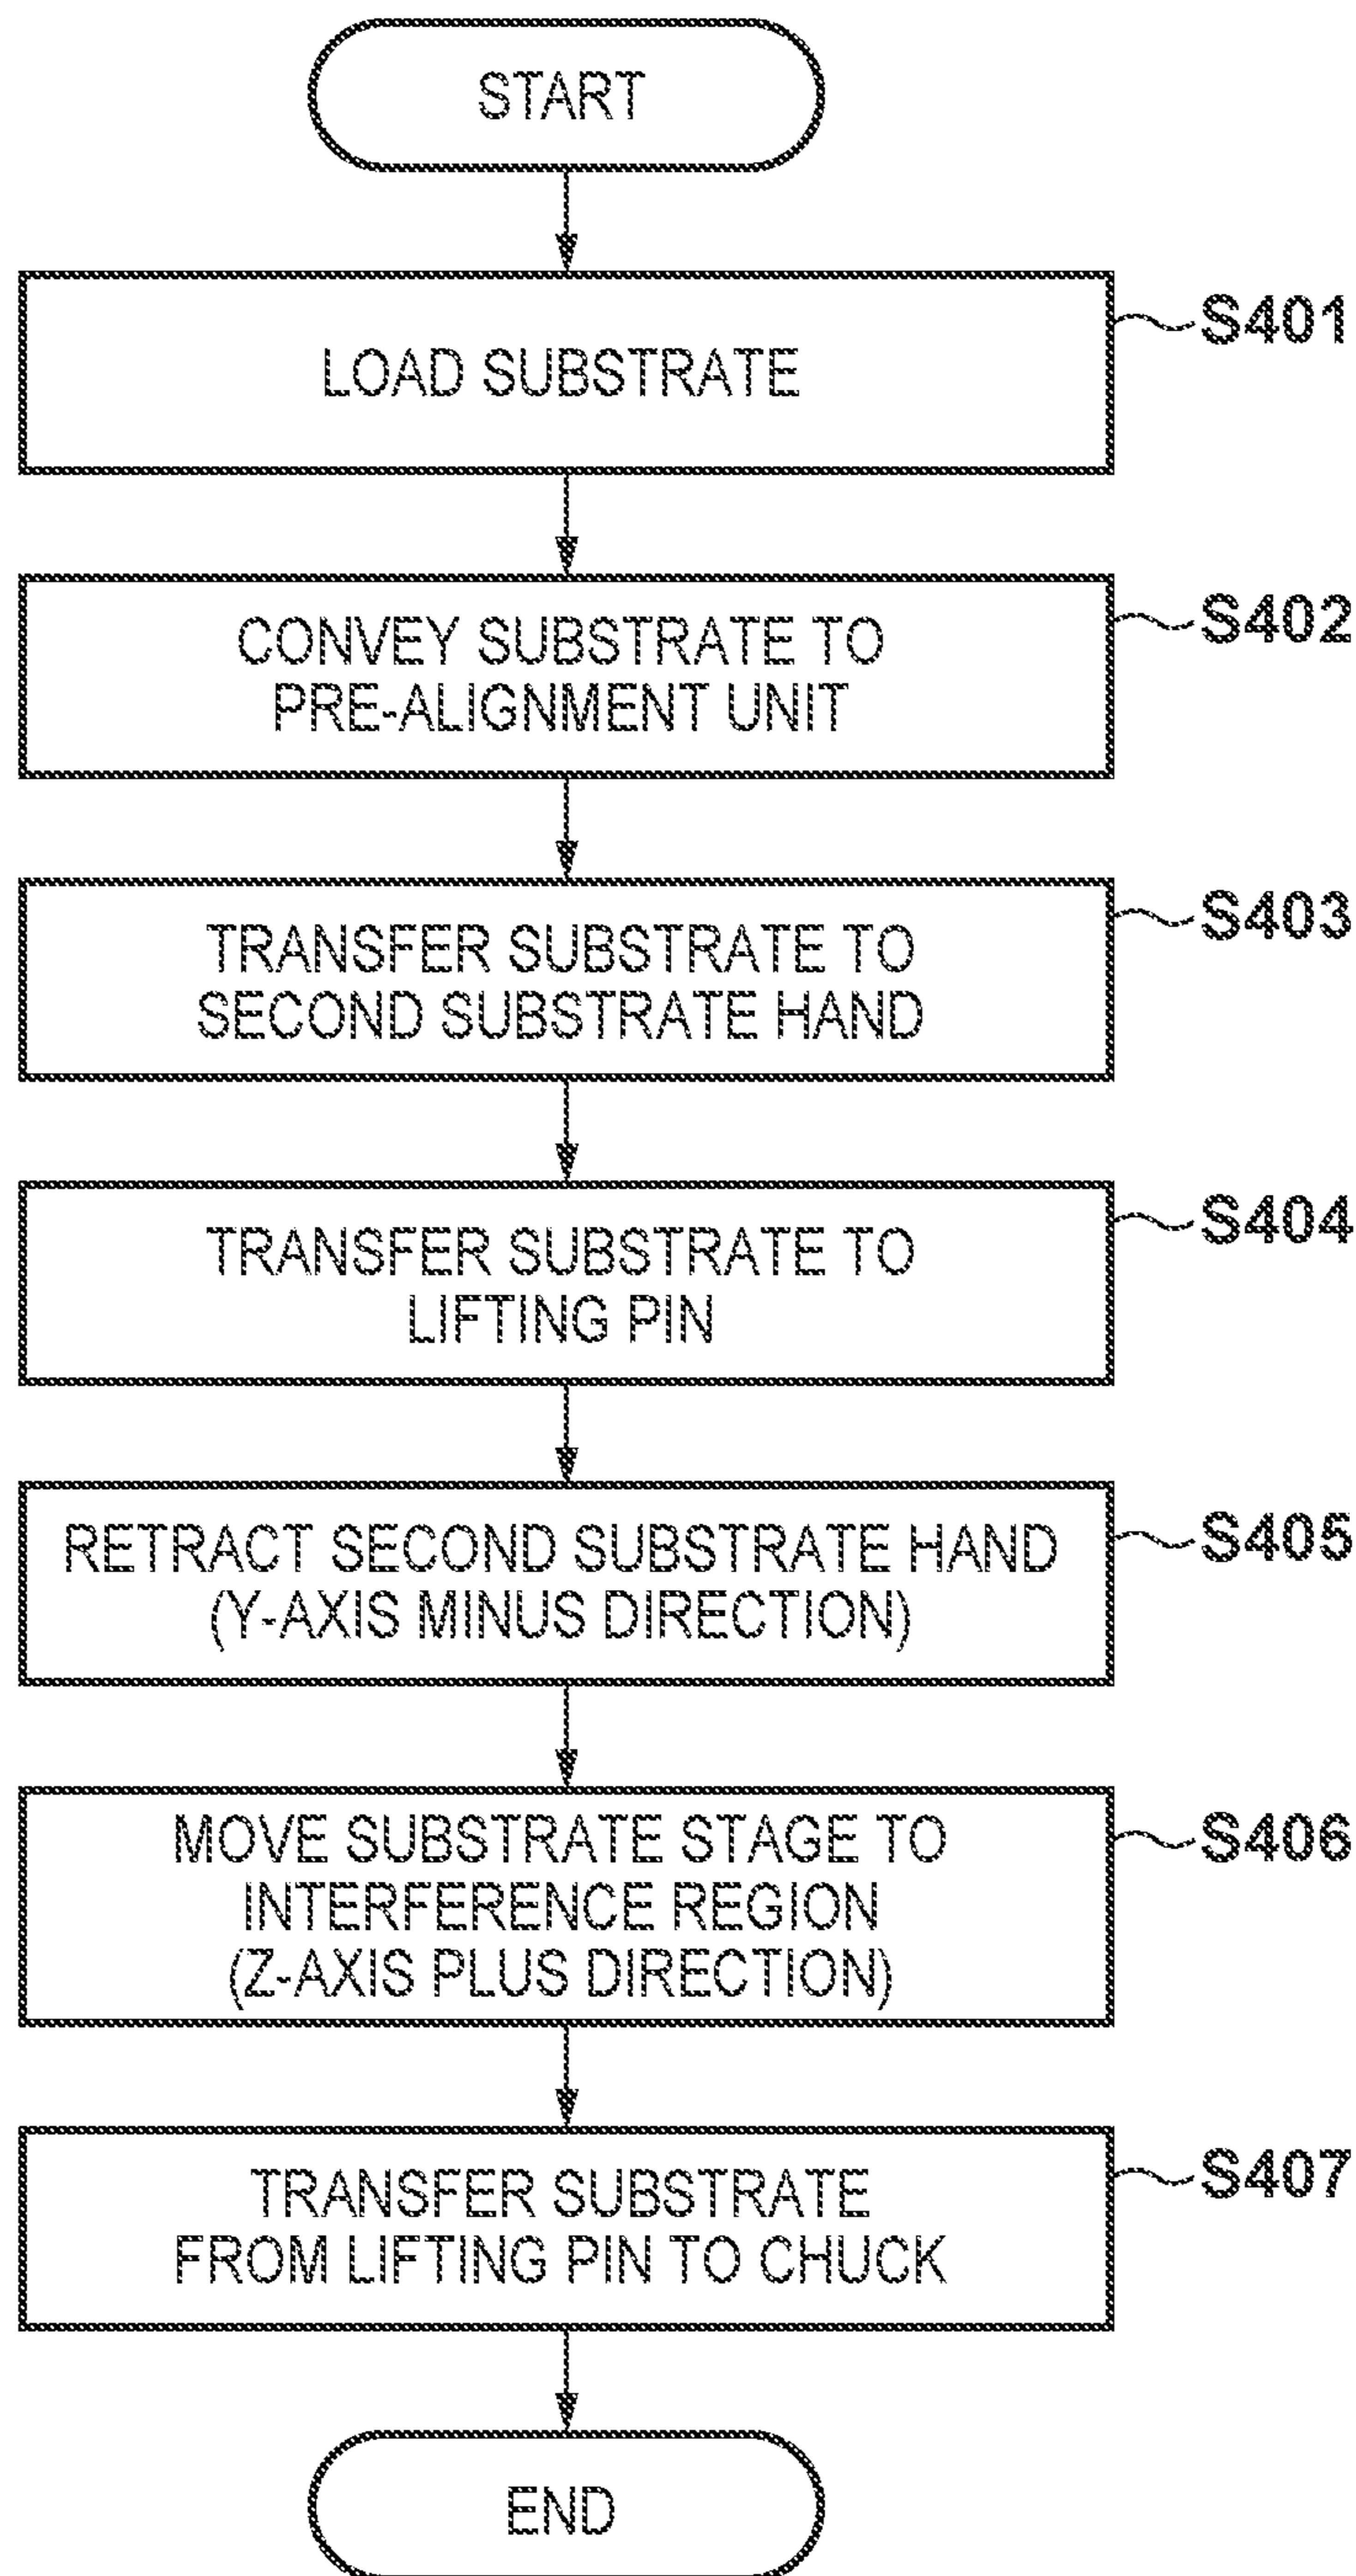 START
LOAD SUBSTRATE
S401
CONVEY SUBSTRATE TO
PRE-ALIGNMENT UNIT
S402
TRANSFER SUBSTRATE TO
SECOND SUBSTRATE HAND
S403
TRANSFER SUBSTRATE TO
LIFTING PIN
S404
RETRACT SECOND SUBSTRATE HAND
(Y-AXIS MINUS DIRECTION)
S405
MOVE SUBSTRATE STAGE TO
INTERFERENCE REGION
(Z-AXIS PLUS DIRECTION)
S406
TRANSFER SUBSTRATE
FROM LIFTING PIN TO CHUCK
S407
END